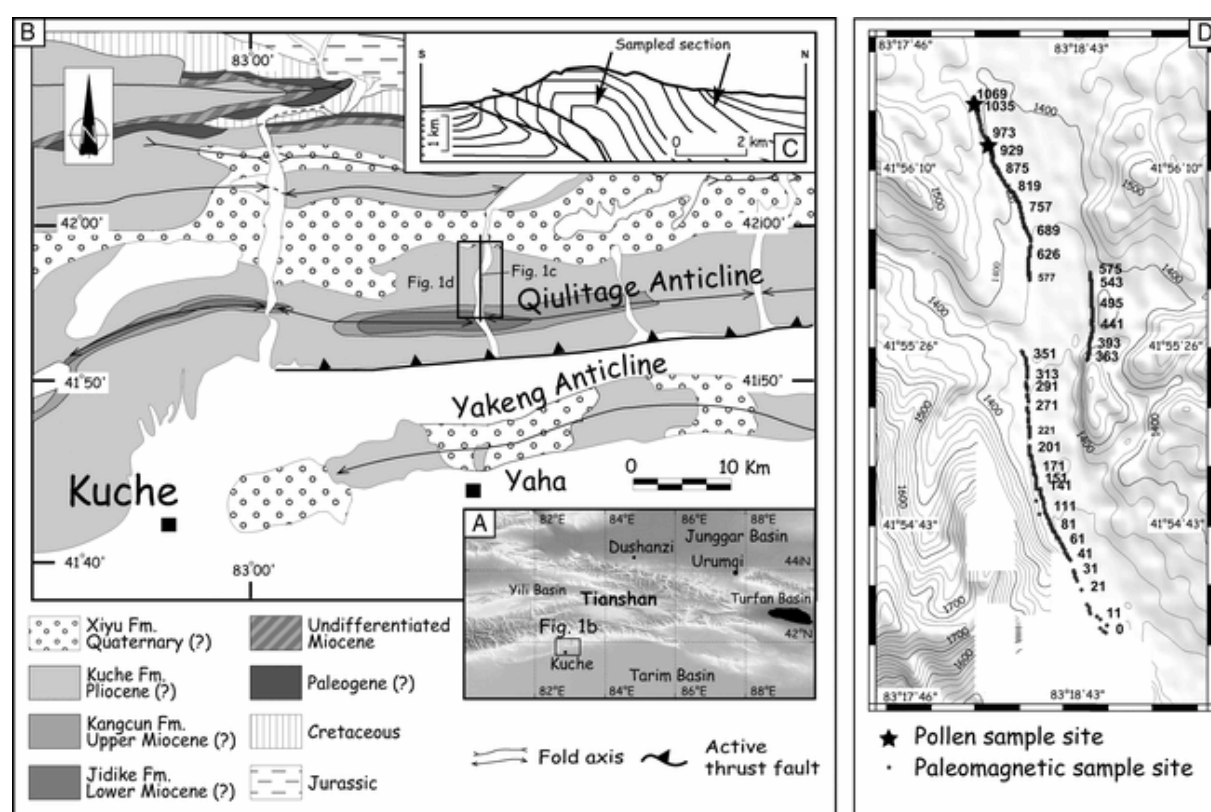 B
83°00'
N
S
Sampled section
N
1 km
0 2 km
C
42°00'
42i00'
Fig. 1d
Fig. 1c
Qiulitage Anticline
41°50'
41i50'
Yakeng Anticline
Kuche
Yaha
0 10 Km
41°40'
83°00'
A
82°E
84°E
86°E
88°E
Junggar Basin
Dushanzi
Urumqi
44iN
Yili Basin
Tianshan
Turfan Basin
Fig. 1b
42°N
Kuche
Tarim Basin
82°E
84°E
86°E
88°E
Xiyu Fm.
Quaternary (?)
Kuche Fm.
Pliocene (?)
Kangcun Fm.
Upper Miocene (?)
Jidike Fm.
Lower Miocene (?)
Undifferentiated
Miocene
Paleogene (?)
Cretaceous
Jurassic
Fold axis
Active
thrust fault
D
83°17'46
83°18'43
1069
1035
1400
973
929
41°56'10
875
41°56'10
1500
1500
819
757
689
626
577
1400
575
543
1400
495
1400
441
41°55'26
393
41°55'26
363
351
313
291
271
1400
1500
1400
1400
221
201
171
151
141
1600
111
41°54'43
81
41°54'43
61
41
31
21
11
0
1700
1700
1600
83°17'46
83°18'43
Pollen sample site
Paleomagnetic sample site